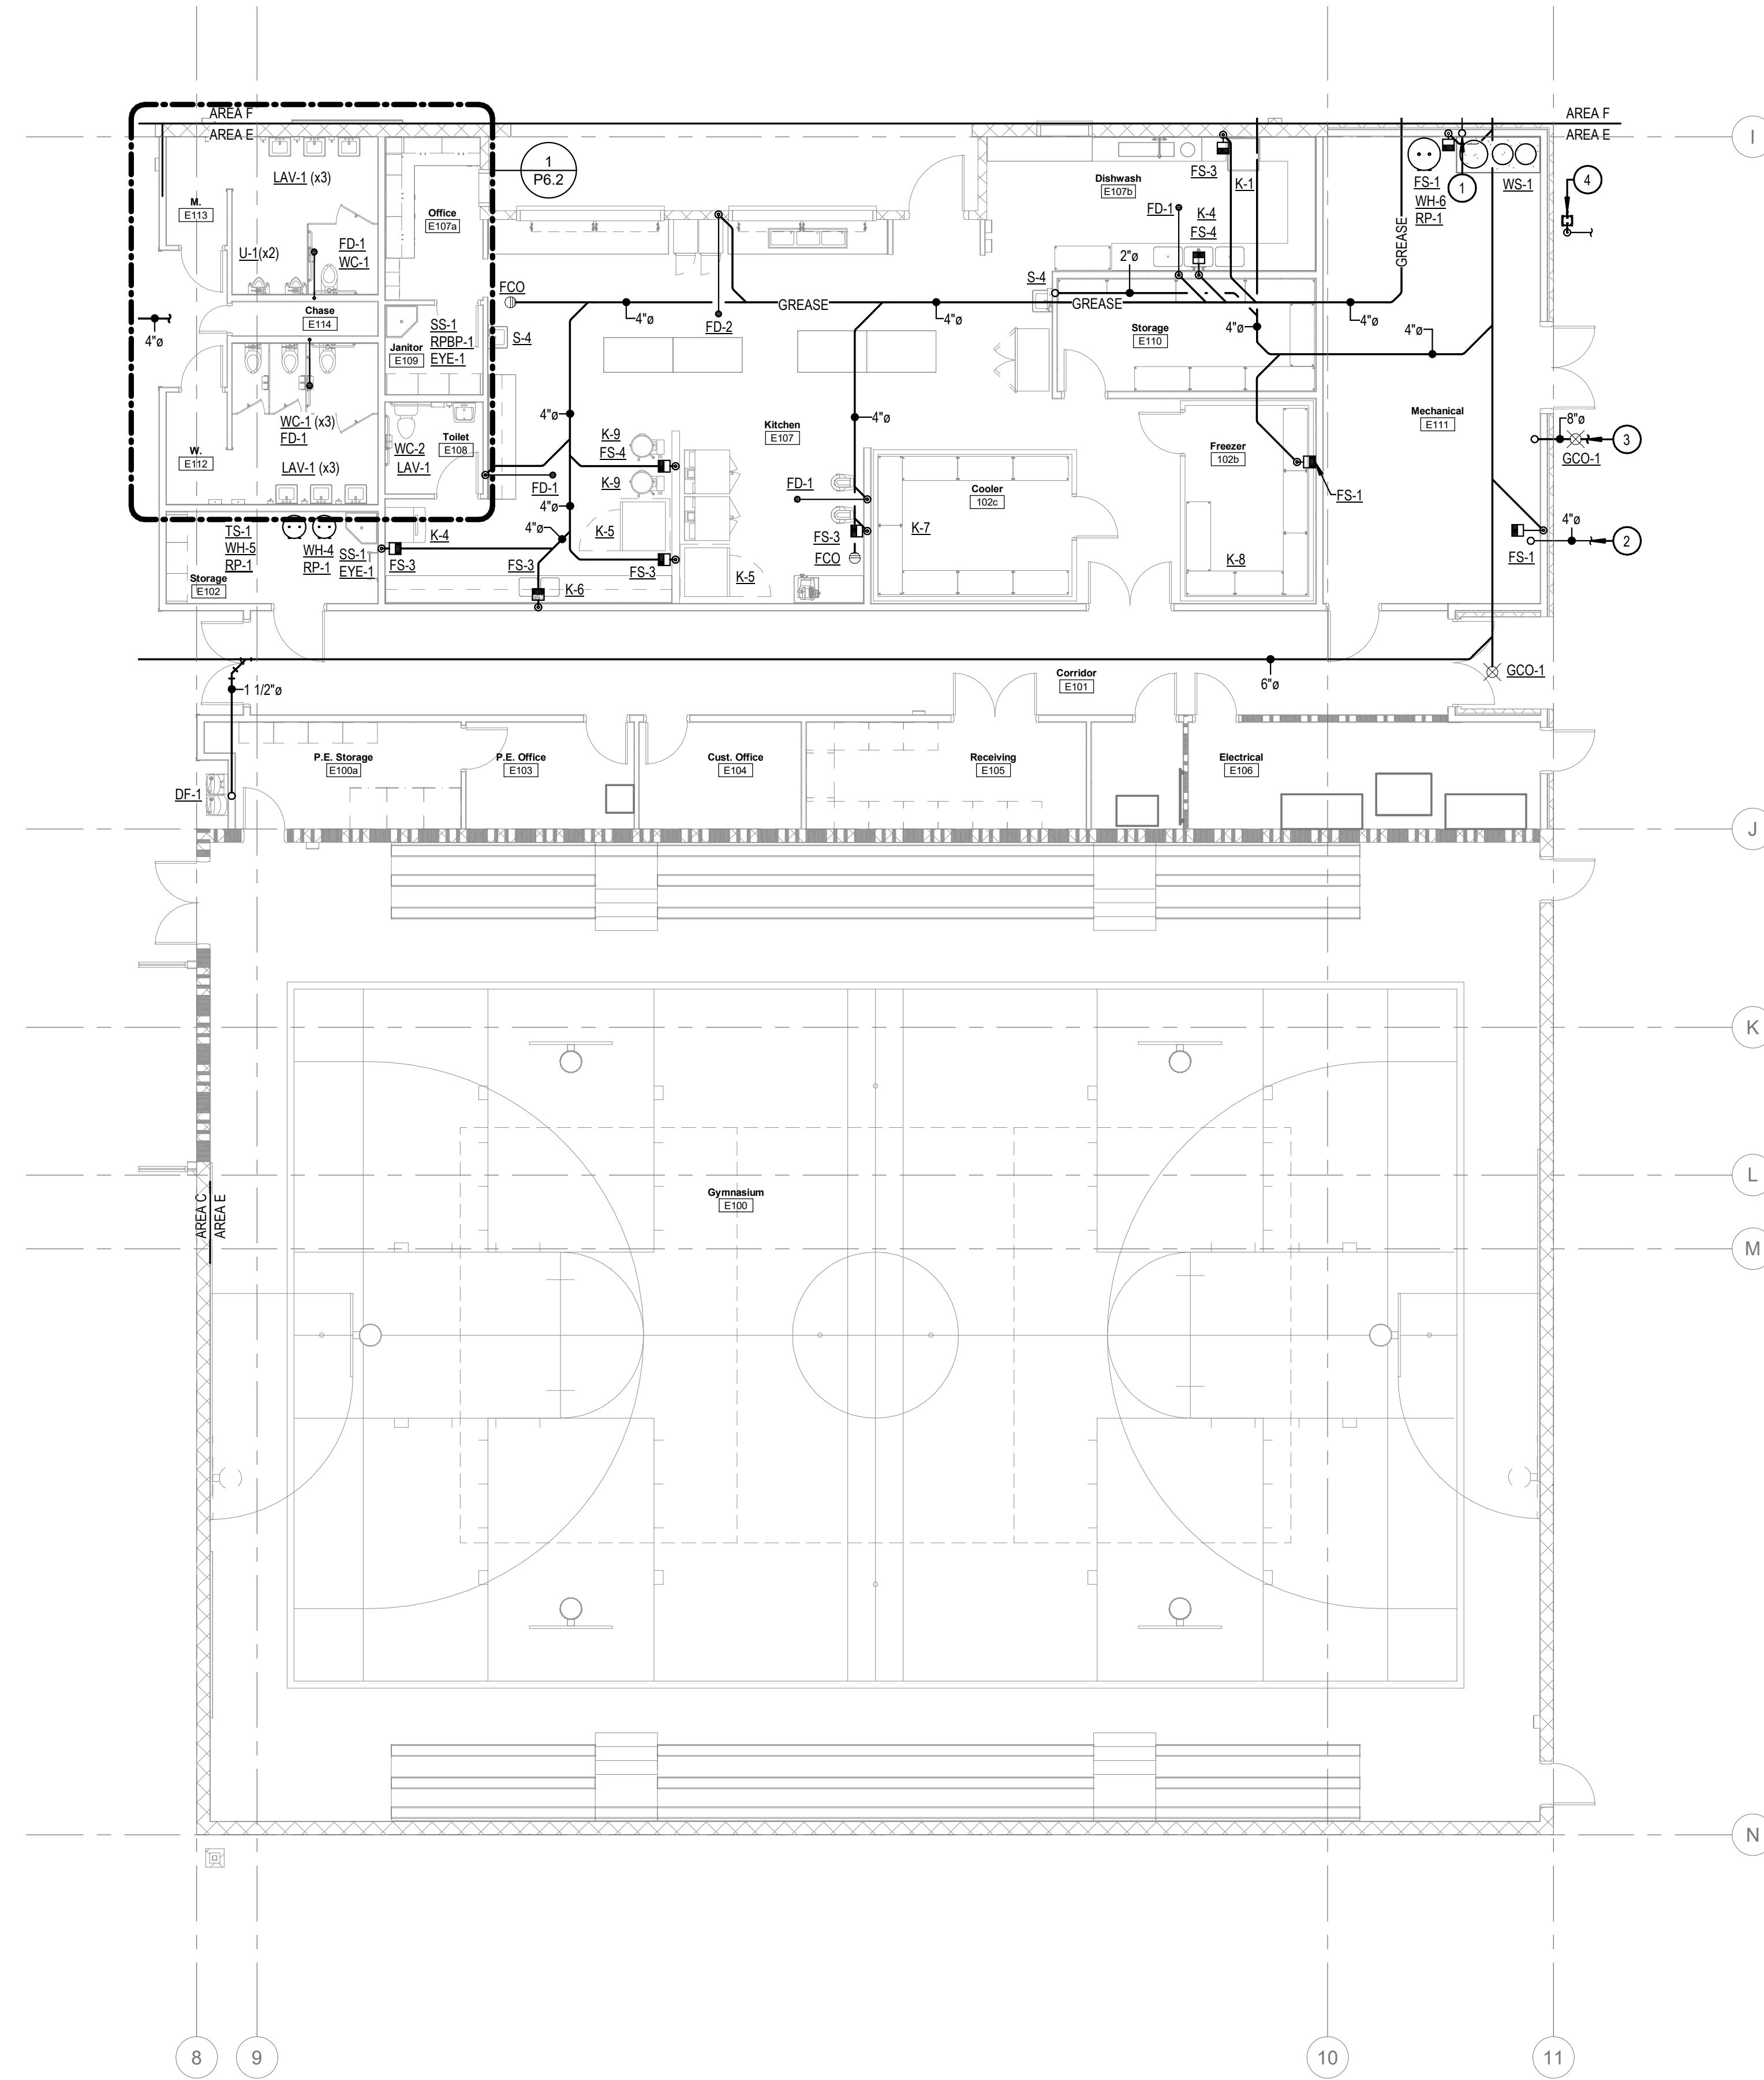 AREA F
AREA E
AREA F
AREA E
I
1
P6.2
LAV-1 (x3)
M.
E113
Office
E107a
U-1(x2)
FD-1
WC-1
Chase
E114
4"ø
SS-1
RPBP-1
EYE-1
Janitor
E109
WC-1 (x3)
FD-1
W.
E112
LAV-1 (x3)
WC-2
LAV-1
Toilet
E108
FCO
S-4
4"ø
FD-2
GREASE
4"ø
Dishwash
E107b
FS-3
K-1
FD-1
K-4
FS-4
2"ø
S-4
GREASE
Storage
E110
4"ø
4"ø
4"ø
GREASE
FS-1
WH-6
RP-1
1
WS-1
4
Mechanical
E111
8"ø
3
GCO-1
4"ø
2
FS-1
4"ø
K-9
FS-4
K-9
FD-1
4"ø
4"ø
K-5
Kitchen
E107
4"ø
FD-1
FS-3
FCO
Cooler
102c
K-7
Freezer
102b
FS-1
K-8
TS-1
WH-5
RP-1
WH-4
RP-1
SS-1
EYE-1
Storage
E102
K-4
FS-3
FS-3
K-6
FS-3
K-5
1 1/2"ø
Corridor
E101
6"ø
GCO-1
DF-1
P.E. Storage
E100a
P.E. Office
E103
Cust. Office
E104
Receiving
E105
Electrical
E106
J
K
L
AREA C
AREA E
Gymnasium
E100
M
N
8
9
10
11